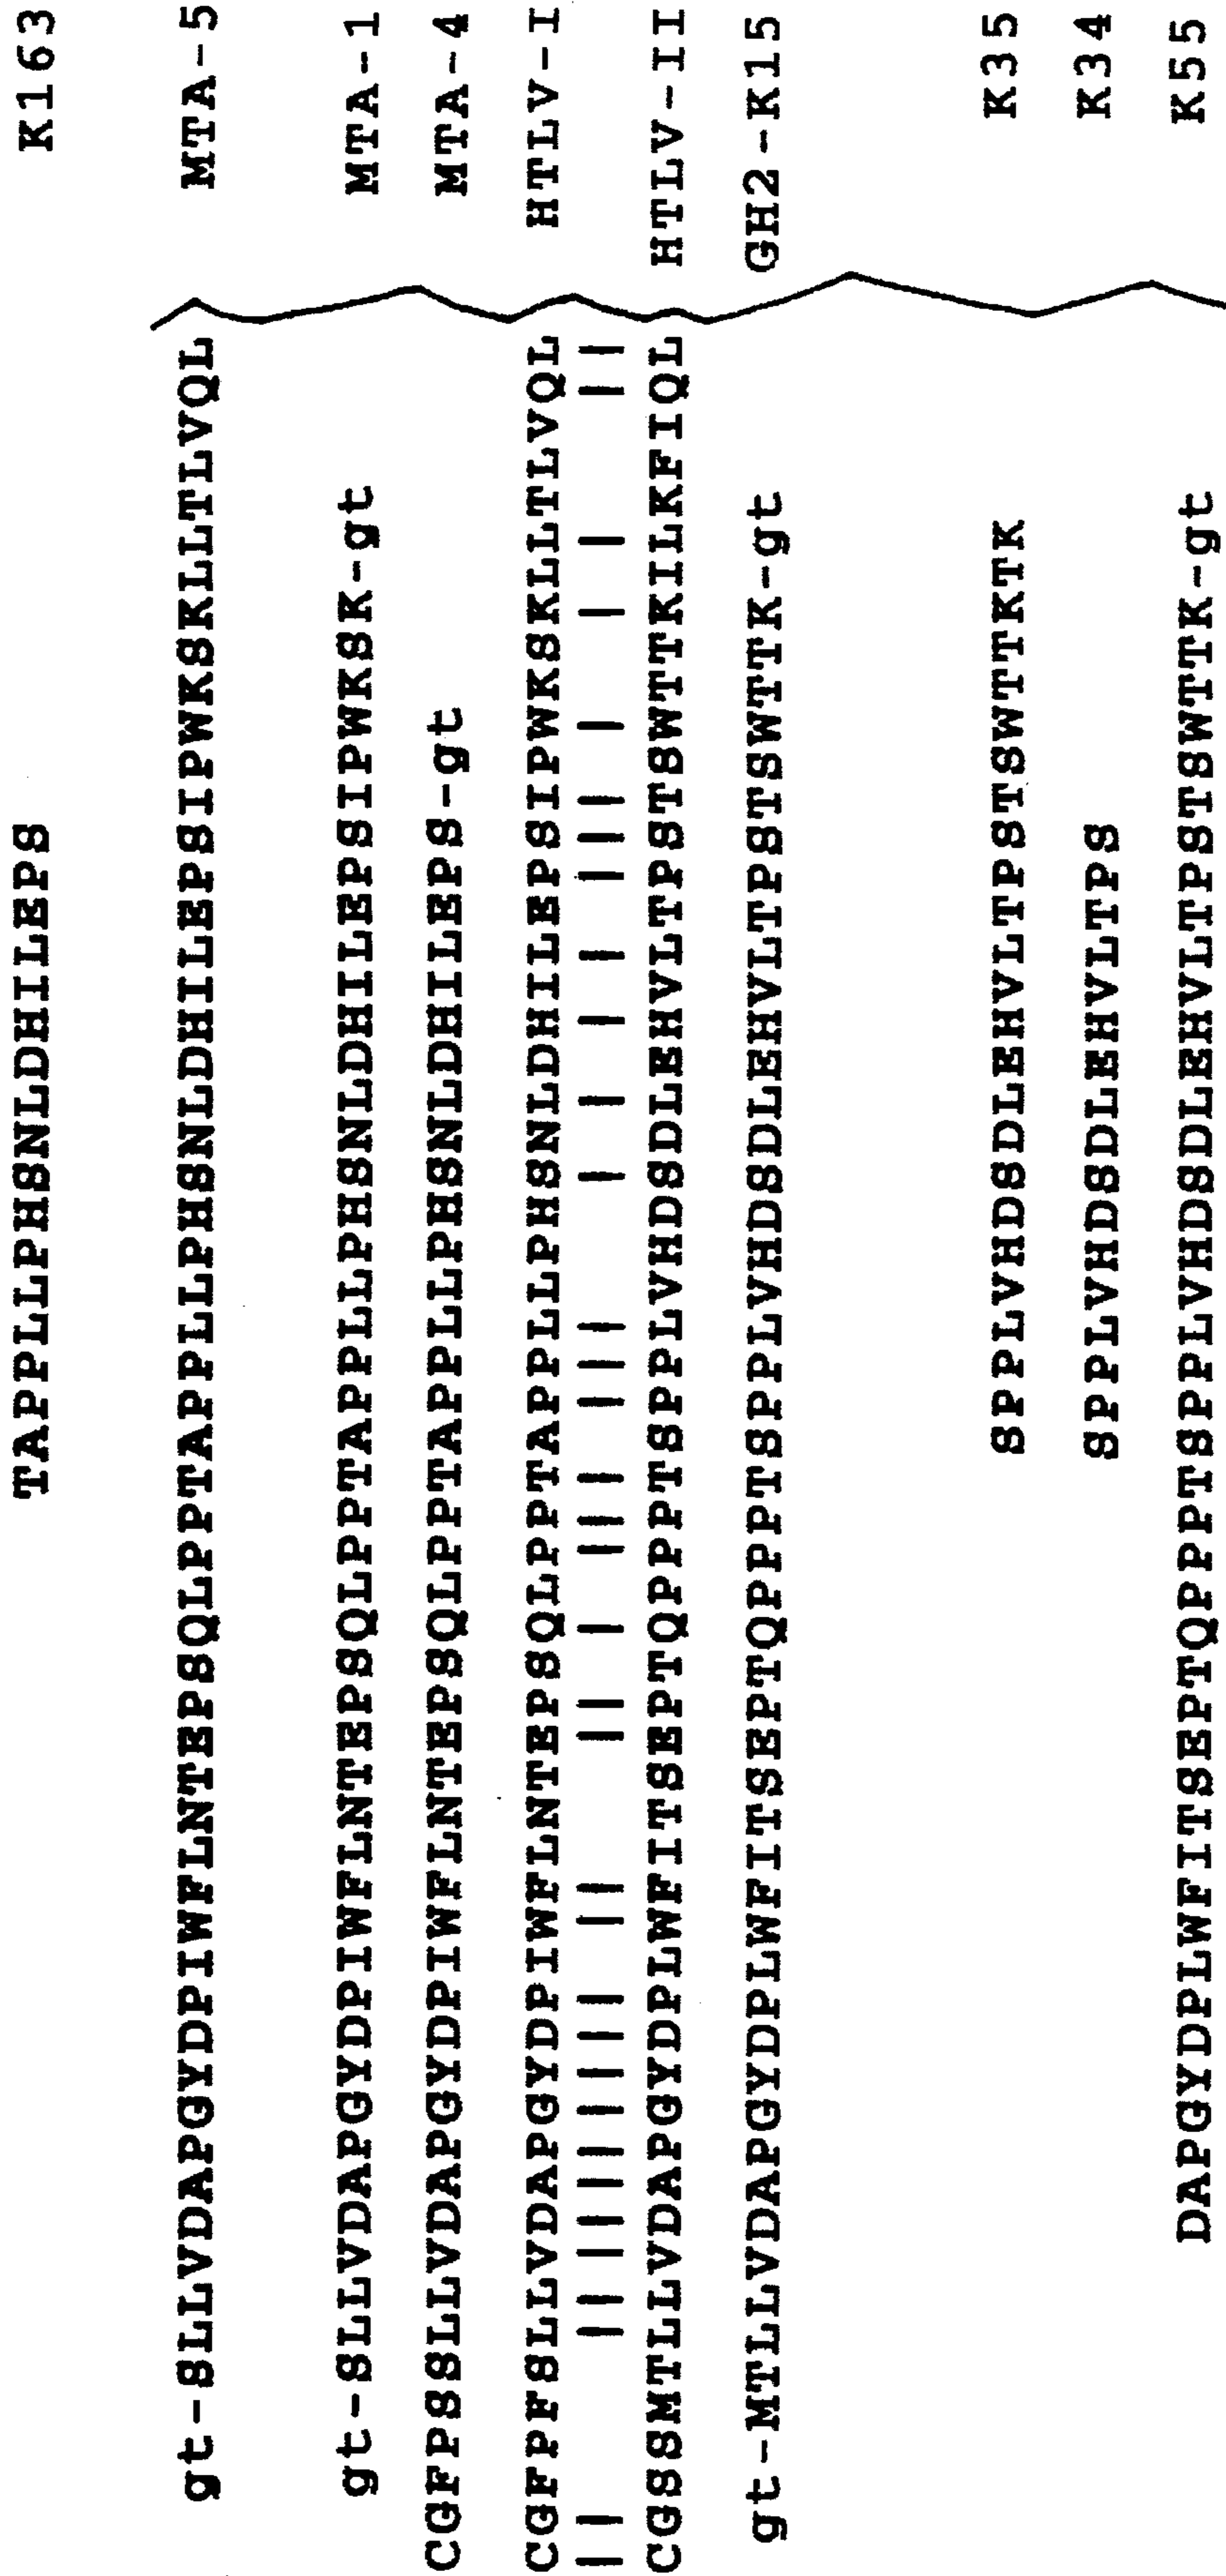 TAPPLLPHSNLDHILEPS K163
gt-SLLVDAPGYDPIWFLNTEPSQLPPTAPPLLPHSNLDHILEPSIPWKSKLLTLVQL MTA-5
gt-SLLVDAPGYDPIWFLNTEPSQLPPTAPPLLPHSNLDHILEPSIPWKSK-gt MTA-1
CGFPSSLLVDAPGYDPIWFLNTEPSQLPPTAPPLLPHSNLDHILEPS-gt MTA-4
CGFPFSLLVDAPGYDPIWFLNTEPSQLPPTAPPLLPHSNLDHILEPSIPWKSKLLTLVQL HTLV-I
CGSSMTLLVDAPGYDPLWFITSEPTQPPPTSPPLVHDSDLEHVLTPSTSWTTKILKFIQL HTLV-II
gt-MTLLVDAPGYDPLWFITSEPTQPPPTSPPLVHDSDLEHVLTPSTSWTTK-gt GH2-K15
SPPLVHDSDLEHVLTPSTSWTTKTK K35
SPPLVHDSDLEHVLTPS K34
DAPGYDPLWFITSEPTQPPPTSPPLVHDSDLEHVLTPSTSWTTK-gt K55